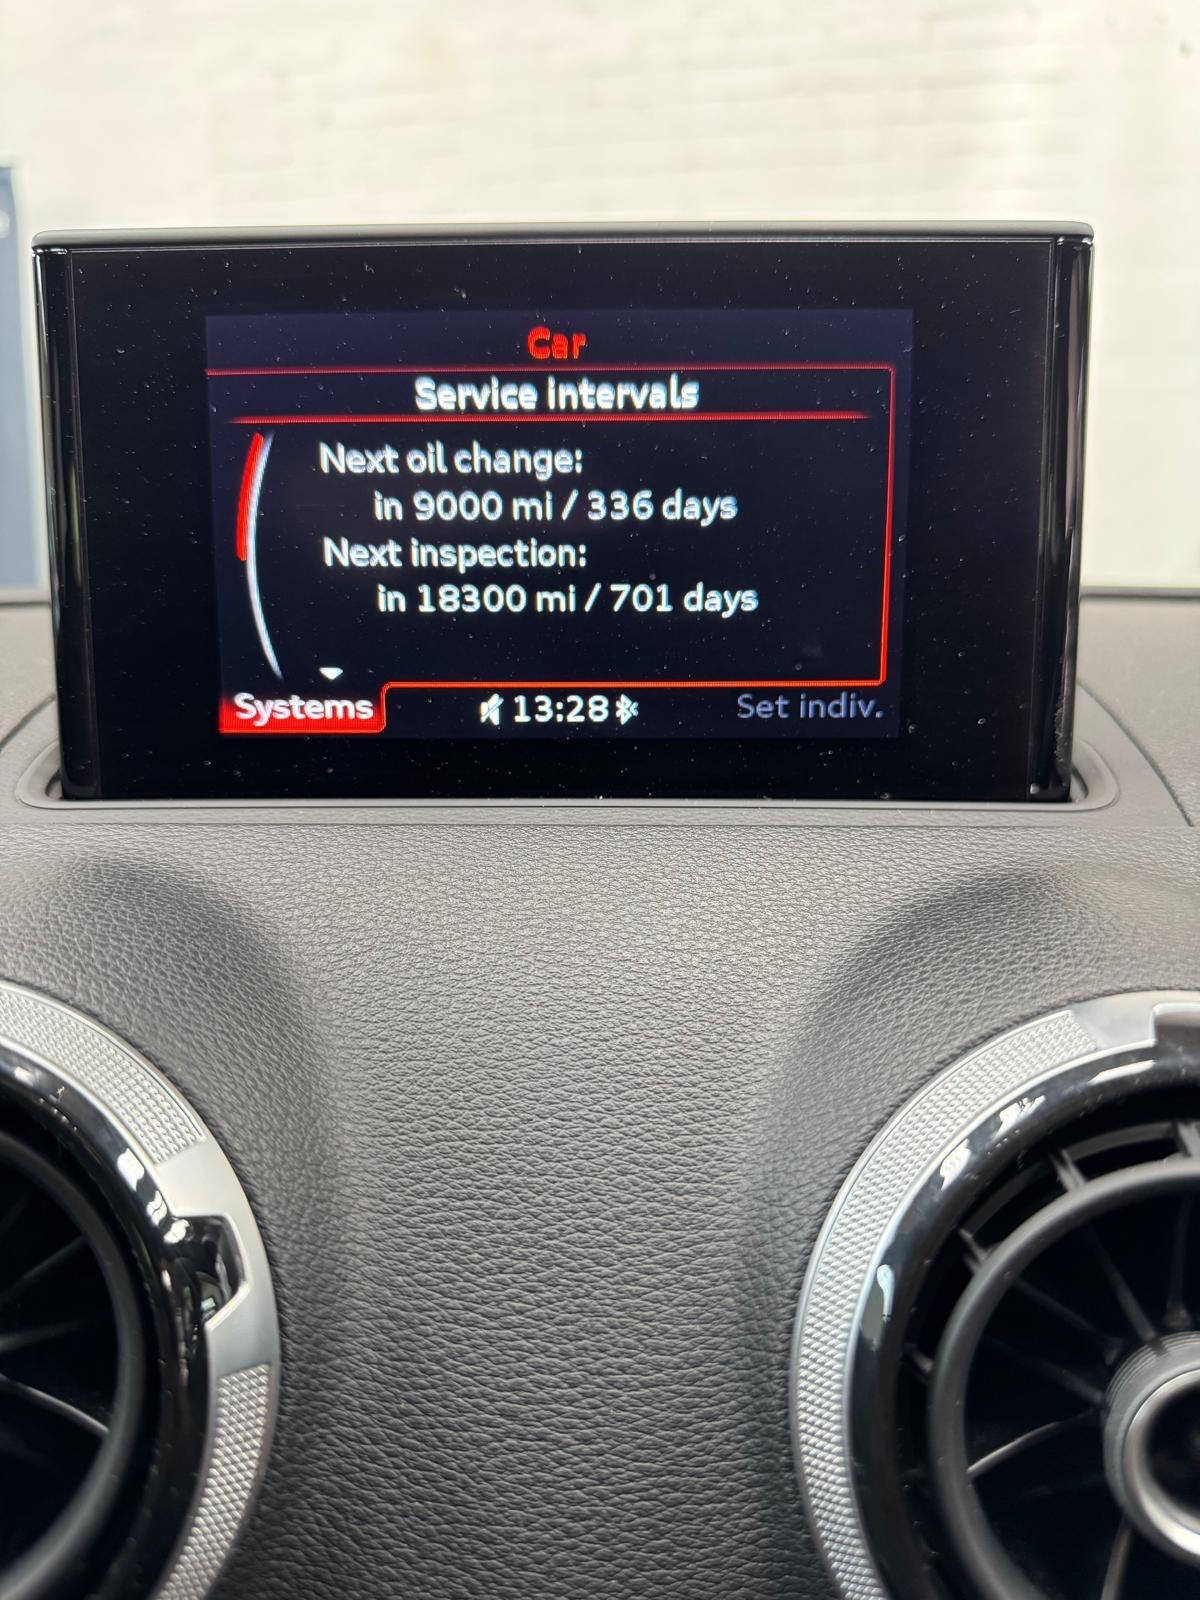 Car
Service intervals
Next oil change:
in 9000 mi / 336 days
Next inspection:
in 18300 mi / 701 days
Systems
13:28
Set indiv.